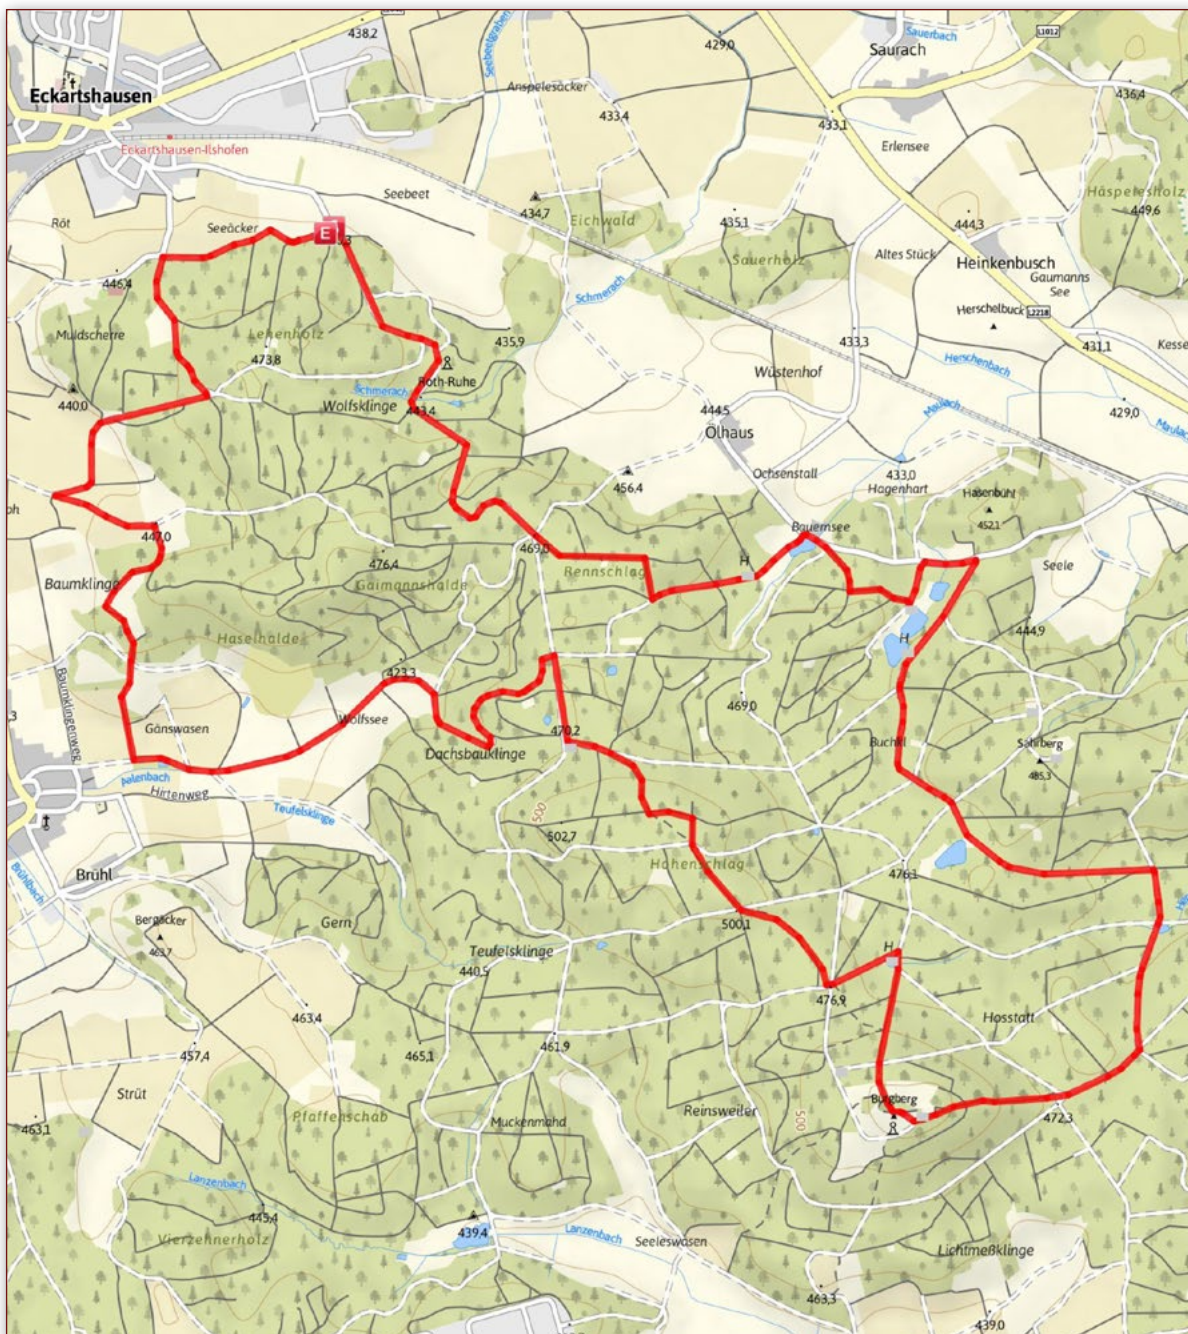 438,2
Seebeetgraben
429,0
Sauerbach
Saurach
L1012
Eckartshausen
Anspelesäcker
433,4
436,4
433,1
Eckartshausen-Ilshofen
Erlensee
Seebeet
Häspelesholz
449,6
Röt
Seeäcker
434,7
Eichwald
435,1
444,3
E
Sauerholz
Altes Stück
Heinkenbusch
Gaumanns
See
446,4
Schmerach
Herschelbuck
L2218
Muldscherre
Lehenholz
435,9
433,3
431,1
Kesse
473,8
Herschenbach
Roth-Ruhe
Wüstenhof
440,0
Schmerach
Wolfsklinge
443,4
444,5
Maulach
429,0
Ölhaus
Maulac
Ochsenstall
433,0
456,4
Hagenhart
Hasenbühl
452,1
ph
447,0
469,0
Bauernsee
476,4
H
Seele
Baumklinge
Gaimannshalde
Rennschlag
Haselhalde
H
444,9
423,3
Baumklingenweg
469,0
,3
Gänswasen
Wolfssee
470,2
Buchkl
Sahrberg
Dachsbauklinge
485,3
Aalenbach
Hirtenweg
Teufelsklinge
500
502,7
Brühl
Hohenschlag
476,1
Brühlbach
Bergäcker
463,7
Gern
500,1
Teufelsklinge
H
440,5
476,9
463,4
Hosstatt
457,4
465,1
461,9
Strüt
Burgberg
463,1
Pfaffenschab
Muckenmahd
Reinsweiler
500
472,3
Lanzenbach
445,4
439,4
Lanzenbach
Vierzehnerholz
Seeleswasen
Lichtmeßklinge
463,3
439,0